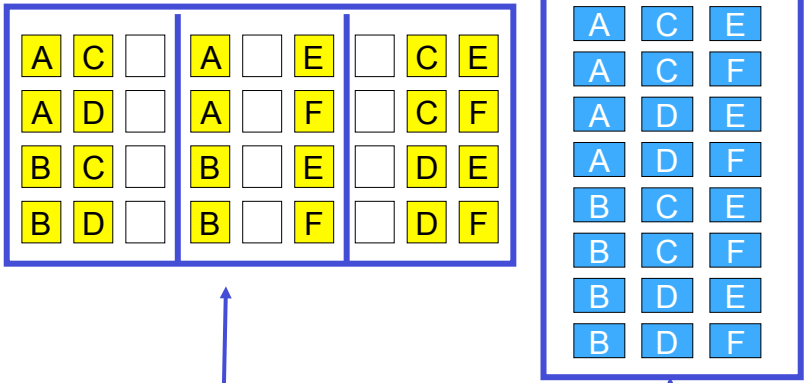 A C A E C E
A D A F C F
B C B E D E
B D B F D F
A C E
A C F
A D E
A D F
B C E
B C F
B D E
B D F